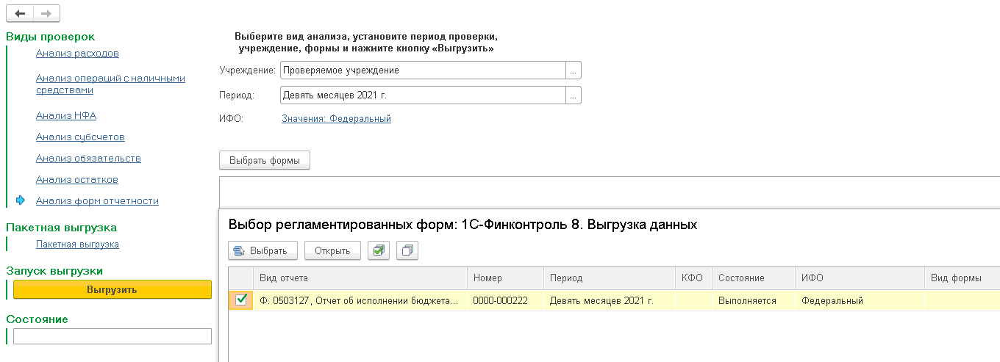 Виды проверок
Анализ расходов
Анализ операций с наличными
средствами
Анализ НФА
Анализ субсчетов
Анализ обязательств
Анализ остатков
Анализ форм отчетности
Пакетная выгрузка
Пакетная выгрузка
Запуск выгрузки
Выгрузить
Состояние
Выберите вид анализа, установите период проверки,
учреждение, формы и нажмите кнопку «Выгрузить»
Учреждение: Проверяемое учреждение ...
Период: Девять месяцев 2021 г. ...
ИФО: Значения: Федеральный
Выбрать формы
Выбор регламентированных форм: 1С-Финконтроль 8. Выгрузка данных
Выбрать Открыть
Вид отчета Номер Период КФО Состояние ИФО Вид формы
Ф. 0503127, Отчет об исполнении бюджета... 0000-000222 Девять месяцев 2021 г. Выполняется Федеральный